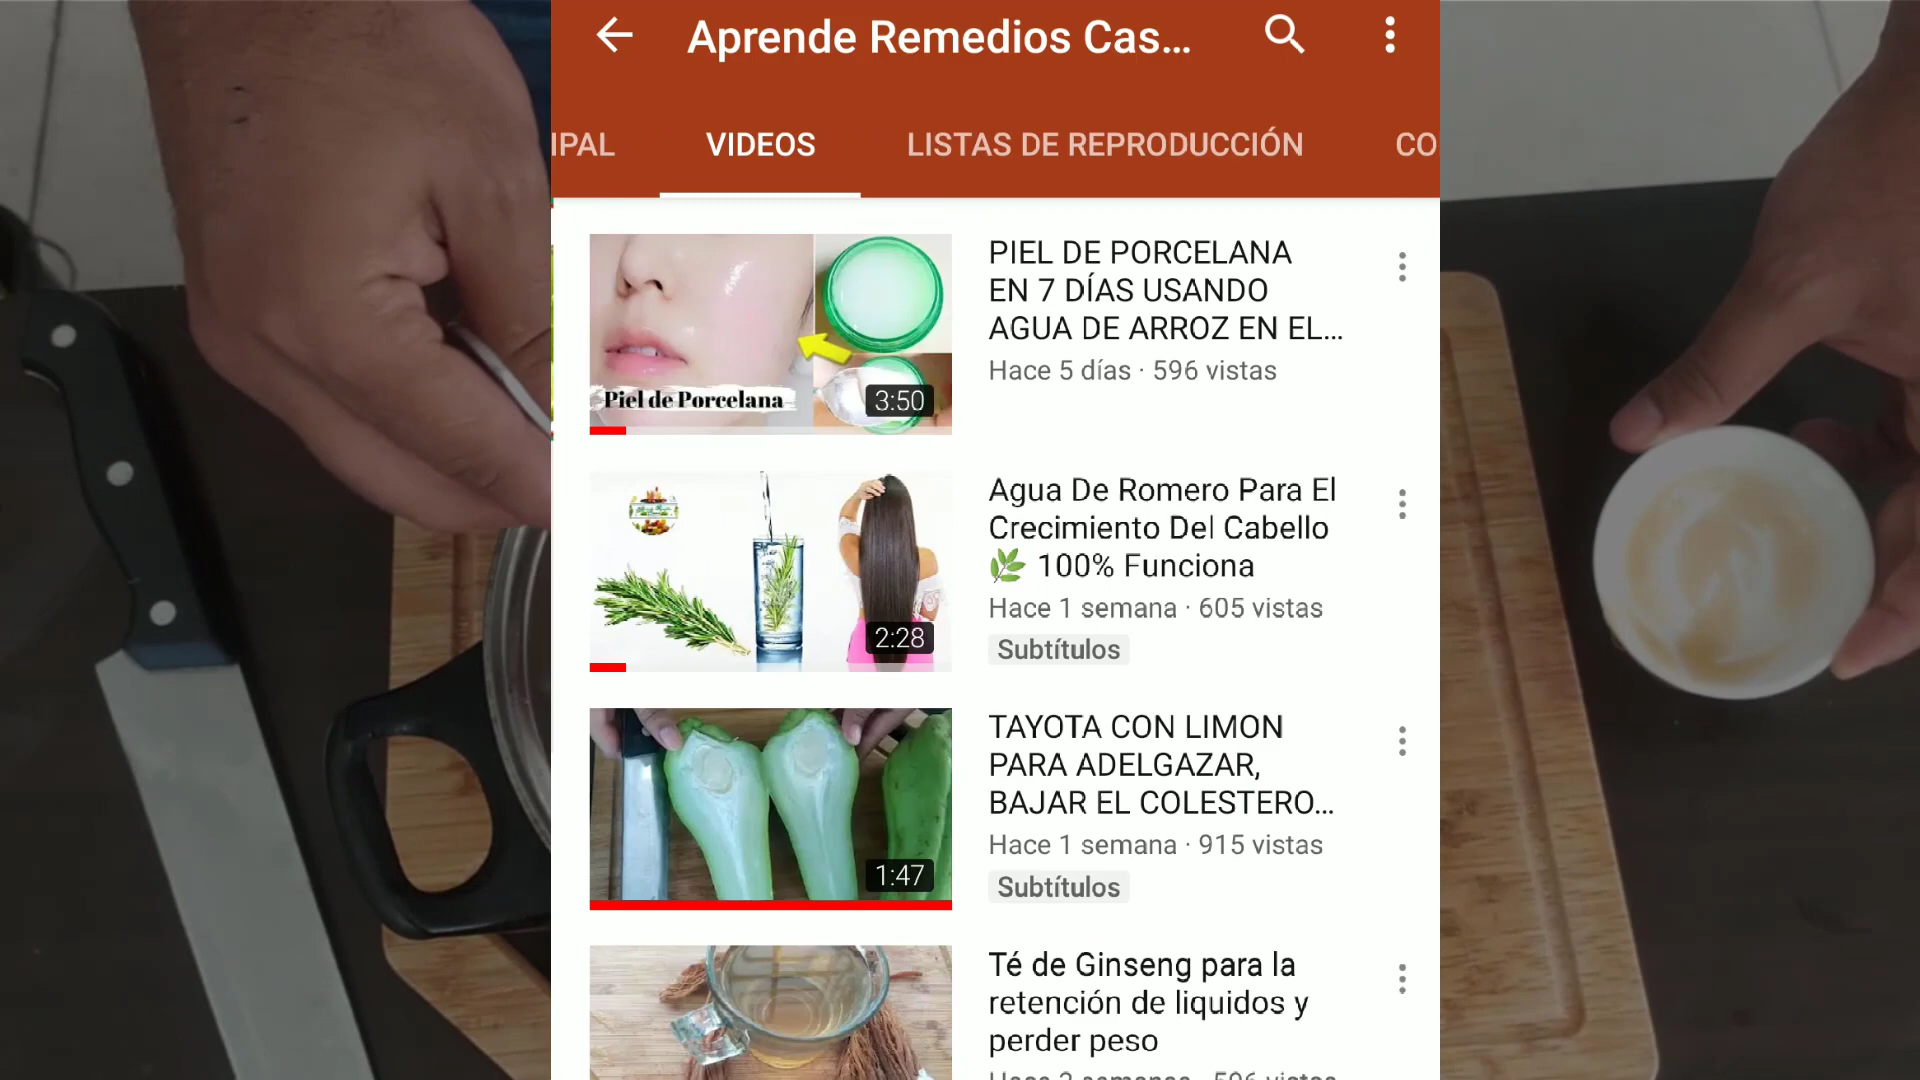 Aprende Remedios Cas...
IPAL
VIDEOS
LISTAS DE REPRODUCCIÓN
CO
PIEL DE PORCELANA
EN 7 DÍAS USANDO
AGUA DE ARROZ EN EL...
Hace 5 días · 596 vistas
Piel de Porcelana
3:50
Agua De Romero Para El
Crecimiento Del Cabello
🌿 100% Funciona
Hace 1 semana · 605 vistas
Subtítulos
2:28
TAYOTA CON LIMON
PARA ADELGAZAR,
BAJAR EL COLESTERO...
Hace 1 semana · 915 vistas
Subtítulos
1:47
Té de Ginseng para la
retención de liquidos y
perder peso